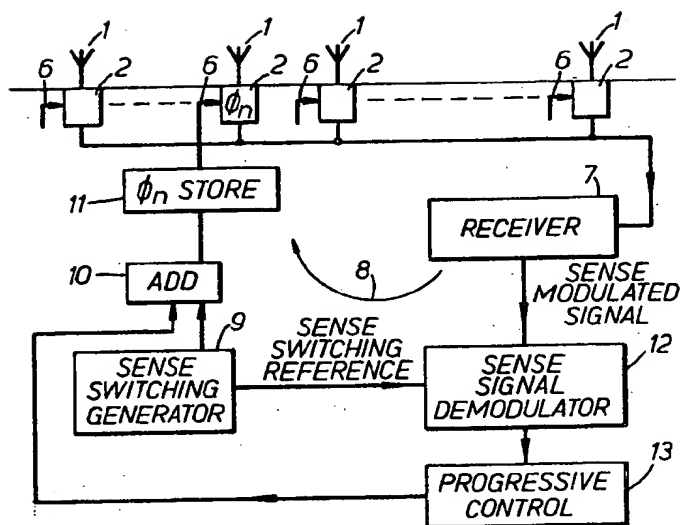 1 1 1 1
6 2 6 2 6 2 6 2
ϕn
11 ϕn STORE
7
RECEIVER
10 ADD
8
SENSE
MODULATED
SIGNAL
9
SENSE
SWITCHING
GENERATOR
SENSE
SWITCHING
REFERENCE
12
SENSE
SIGNAL
DEMODULATOR
13
PROGRESSIVE
CONTROL